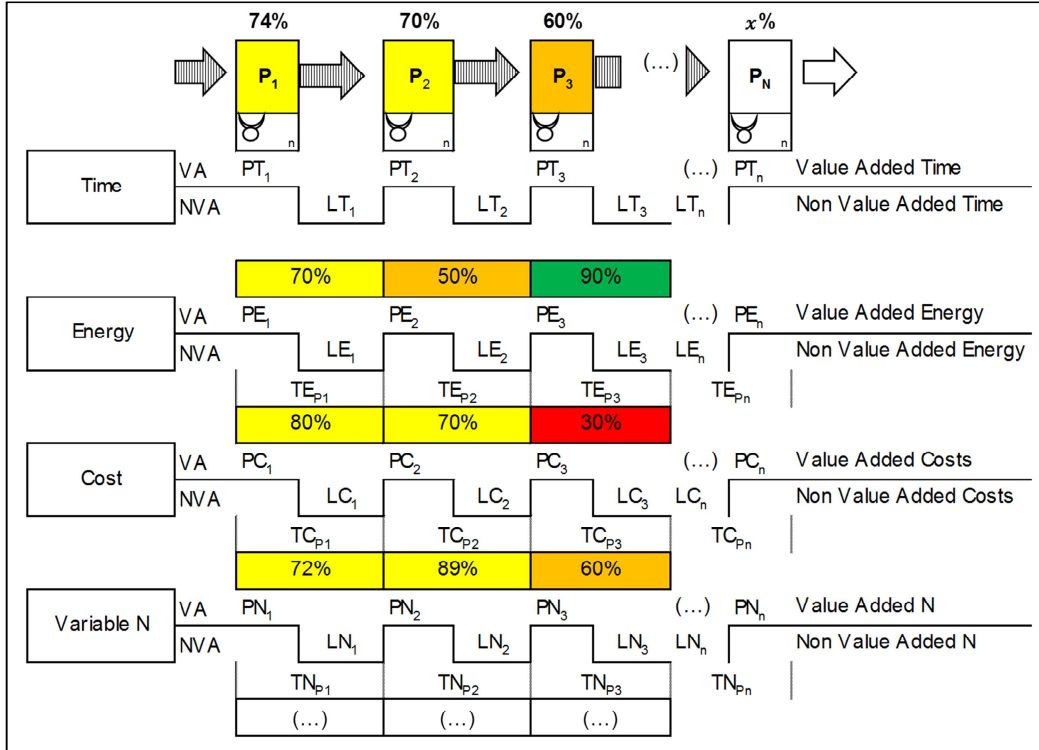 74% 70% 60% x%
P1 P2 P3 (...) PN
n n n n
Time VA PT1 PT2 PT3 (...) PTn Value Added Time
NVA LT1 LT2 LT3 LTn Non Value Added Time
70% 50% 90%
Energy VA PE1 PE2 PE3 (...) PEn Value Added Energy
NVA LE1 LE2 LE3 LEn Non Value Added Energy
TEP1 TEP2 TEP3 TEPn
80% 70% 30%
Cost VA PC1 PC2 PC3 (...) PCn Value Added Costs
NVA LC1 LC2 LC3 LCn Non Value Added Costs
TCP1 TCP2 TCP3 TCPn
72% 89% 60%
Variable N VA PN1 PN2 PN3 (...) PNn Value Added N
NVA LN1 LN2 LN3 LNn Non Value Added N
TNP1 TNP2 TNP3 TNPn
(...) (...) (...)